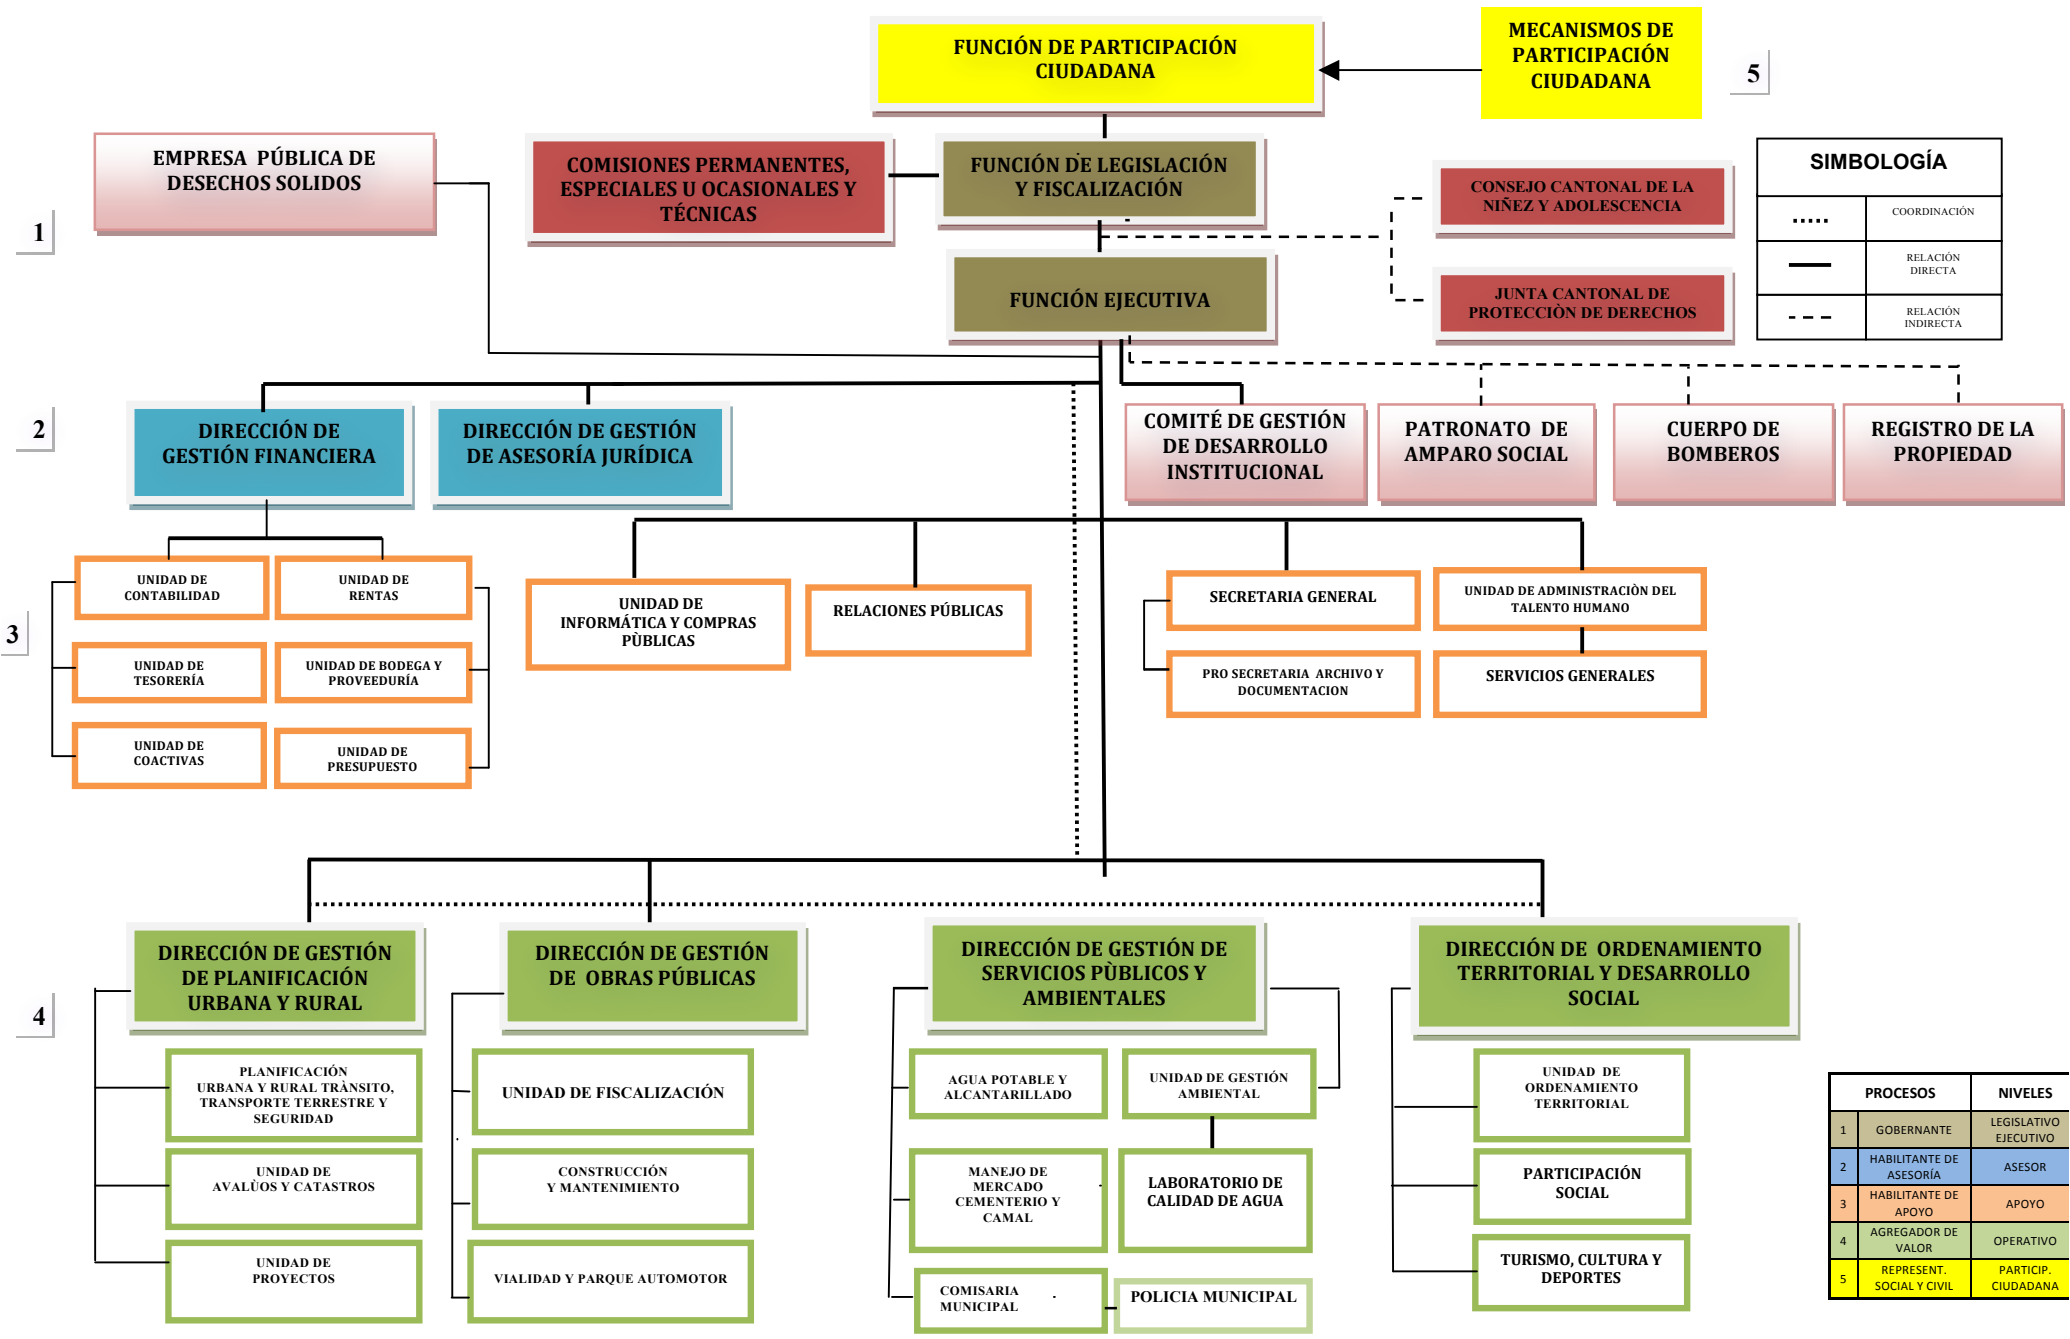 FUNCIÓN DE PARTICIPACIÓN
CIUDADANA
MECANISMOS DE
PARTICIPACIÓN
CIUDADANA
5
EMPRESA PÚBLICA DE
DESECHOS SOLIDOS
COMISIONES PERMANENTES,
ESPECIALES U OCASIONALES Y
TÉCNICAS
FUNCIÓN DE LEGISLACIÓN
Y FISCALIZACIÓN
CONSEJO CANTONAL DE LA
NIÑEZ Y ADOLESCENCIA
SIMBOLOGÍA
COORDINACIÓN
RELACIÓN
DIRECTA
RELACIÓN
INDIRECTA
1
FUNCIÓN EJECUTIVA
JUNTA CANTONAL DE
PROTECCIÒN DE DERECHOS
2
DIRECCIÓN DE
GESTIÓN FINANCIERA
DIRECCIÓN DE GESTIÓN
DE ASESORÍA JURÍDICA
COMITÉ DE GESTIÓN
DE DESARROLLO
INSTITUCIONAL
PATRONATO DE
AMPARO SOCIAL
CUERPO DE
BOMBEROS
REGISTRO DE LA
PROPIEDAD
3
UNIDAD DE
CONTABILIDAD
UNIDAD DE
RENTAS
UNIDAD DE
TESORERÍA
UNIDAD DE BODEGA Y
PROVEEDURÍA
UNIDAD DE
COACTIVAS
UNIDAD DE
PRESUPUESTO
UNIDAD DE
INFORMÁTICA Y COMPRAS
PÙBLICAS
RELACIONES PÚBLICAS
SECRETARIA GENERAL
UNIDAD DE ADMINISTRACIÒN DEL
TALENTO HUMANO
PRO SECRETARIA ARCHIVO Y
DOCUMENTACION
SERVICIOS GENERALES
4
DIRECCIÓN DE GESTIÓN
DE PLANIFICACIÓN
URBANA Y RURAL
DIRECCIÓN DE GESTIÓN
DE OBRAS PÚBLICAS
DIRECCIÓN DE GESTIÓN DE
SERVICIOS PÙBLICOS Y
AMBIENTALES
DIRECCIÓN DE ORDENAMIENTO
TERRITORIAL Y DESARROLLO
SOCIAL
PLANIFICACIÓN
URBANA Y RURAL TRÀNSITO,
TRANSPORTE TERRESTRE Y
SEGURIDAD
UNIDAD DE
AVALÙOS Y CATASTROS
UNIDAD DE
PROYECTOS
UNIDAD DE FISCALIZACIÓN
CONSTRUCCIÓN
Y MANTENIMIENTO
VIALIDAD Y PARQUE AUTOMOTOR
AGUA POTABLE Y
ALCANTARILLADO
UNIDAD DE GESTIÓN
AMBIENTAL
MANEJO DE
MERCADO
CEMENTERIO Y
CAMAL
LABORATORIO DE
CALIDAD DE AGUA
COMISARIA
MUNICIPAL
POLICIA MUNICIPAL
UNIDAD DE
ORDENAMIENTO
TERRITORIAL
PARTICIPACIÓN
SOCIAL
TURISMO, CULTURA Y
DEPORTES
PROCESOS NIVELES
1 GOBERNANTE LEGISLATIVO
EJECUTIVO
2 HABILITANTE DE
ASESORÍA ASESOR
3 HABILITANTE DE
APOYO APOYO
4 AGREGADOR DE
VALOR OPERATIVO
5 REPRESENT.
SOCIAL Y CIVIL PARTICIP.
CIUDADANA